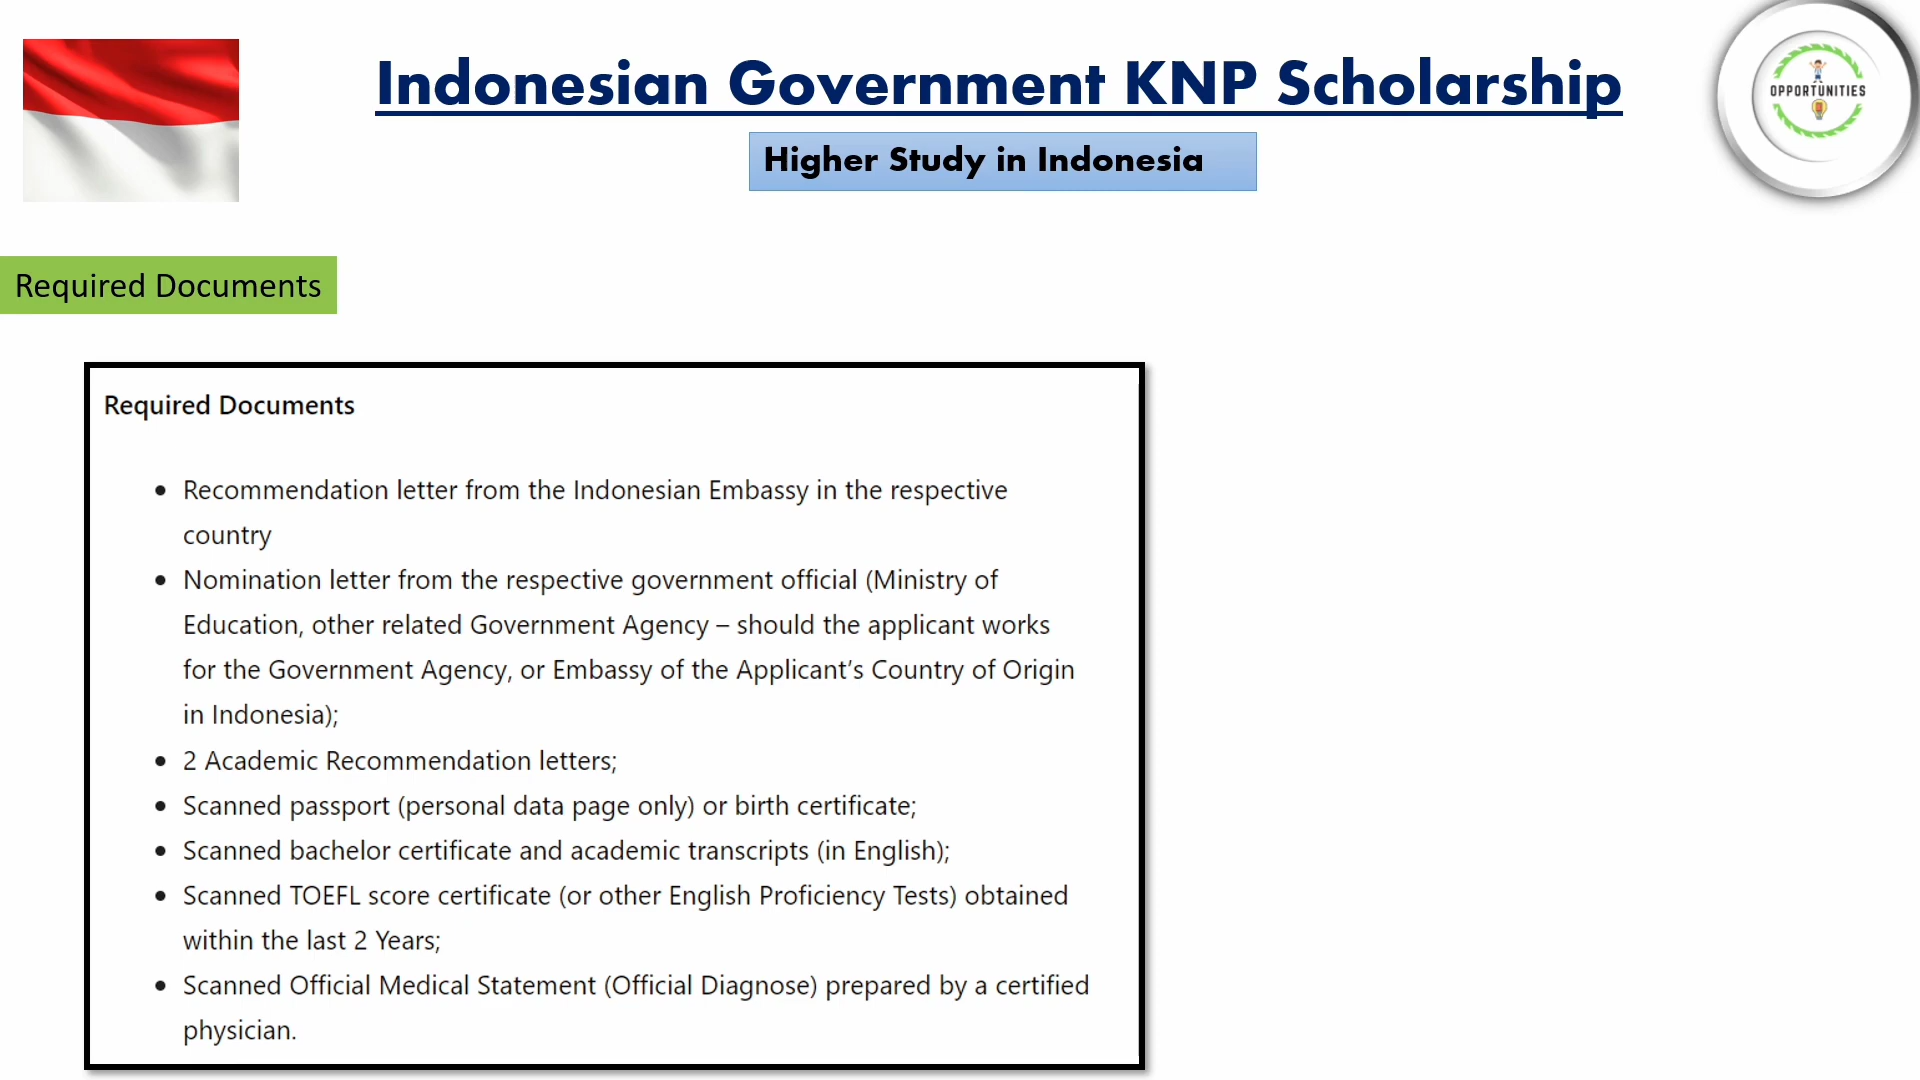 Indonesian Government KNP Scholarship
Higher Study in Indonesia
OPPORTUNITIES
Required Documents
Required Documents
• Recommendation letter from the Indonesian Embassy in the respective
country
• Nomination letter from the respective government official (Ministry of
Education, other related Government Agency – should the applicant works
for the Government Agency, or Embassy of the Applicant’s Country of Origin
in Indonesia);
• 2 Academic Recommendation letters;
• Scanned passport (personal data page only) or birth certificate;
• Scanned bachelor certificate and academic transcripts (in English);
• Scanned TOEFL score certificate (or other English Proficiency Tests) obtained
within the last 2 Years;
• Scanned Official Medical Statement (Official Diagnose) prepared by a certified
physician.